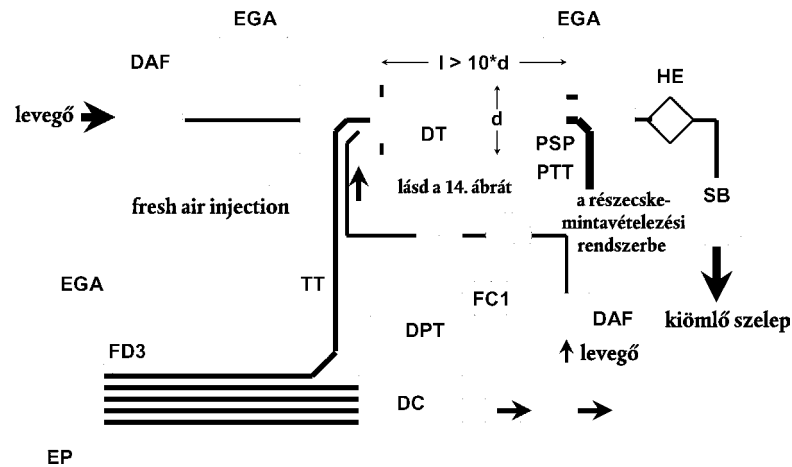 EGA
EGA
DAF
l > 10*d
HE
levegő
d
DT
PSP
PTT
lásd a 14. ábrát
SB
fresh air injection
a részecske-
mintavételezési
rendszerbe
EGA
TT
FC1
DAF
kiömlő szelep
DPT
FD3
levegő
DC
EP